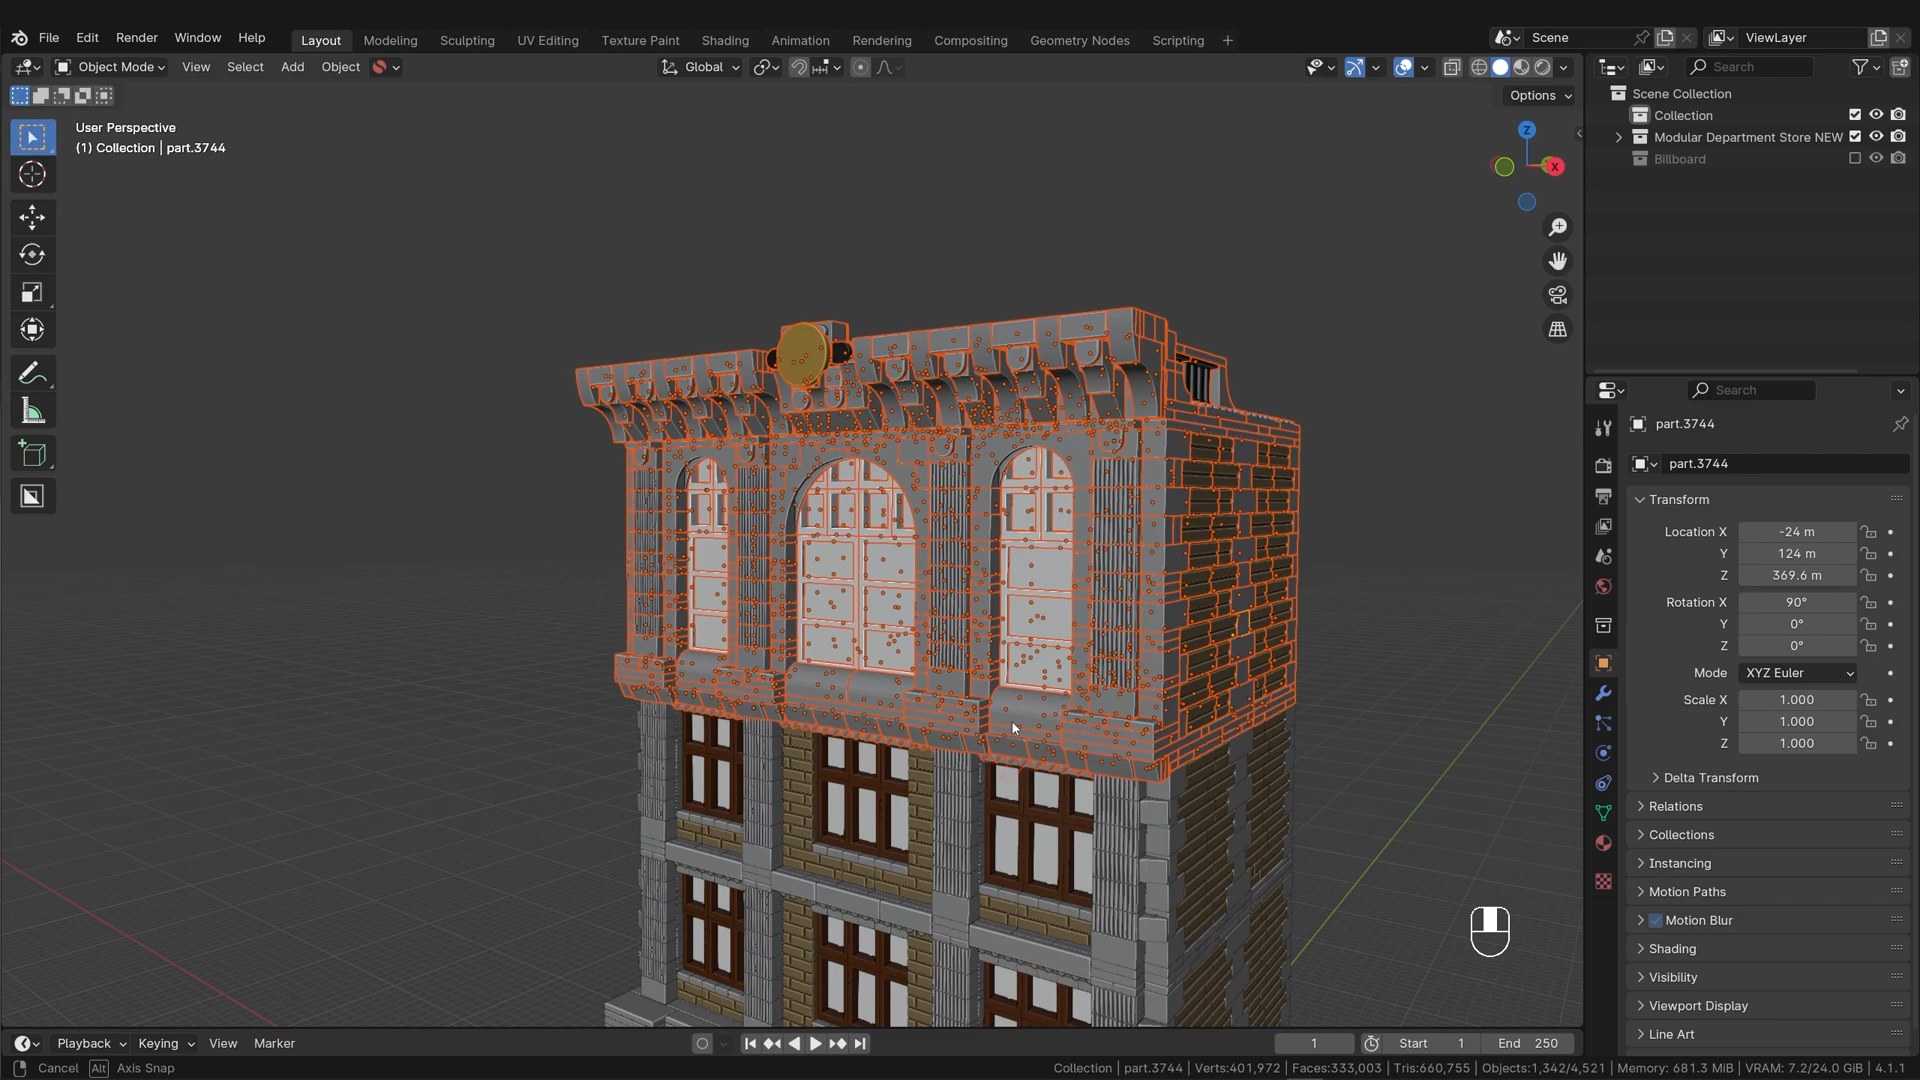 File Edit Render Window Help Layout Modeling Sculpting UV Editing Texture Paint Shading Animation Rendering Compositing Geometry Nodes Scripting + Scene ViewLayer
Object Mode View Select Add Object Global Search
Options
User Perspective
(1) Collection | part.3744
Z
X
Scene Collection
Collection
Modular Department Store NEW
Billboard
Search
part.3744
part.3744
Transform
Location X -24 m
Y 124 m
Z 369.6 m
Rotation X 90°
Y 0°
Z 0°
Mode XYZ Euler
Scale X 1.000
Y 1.000
Z 1.000
Delta Transform
Relations
Collections
Instancing
Motion Paths
Motion Blur
Shading
Visibility
Viewport Display
Line Art
Playback Keying View Marker 1 Start 1 End 250
Cancel Alt Axis Snap Collection | part.3744 | Verts:401,972 | Faces:333,003 | Tris:660,755 | Objects:1,342/4,521 | Memory: 681.3 MiB | VRAM: 7.2/24.0 GiB | 4.1.1